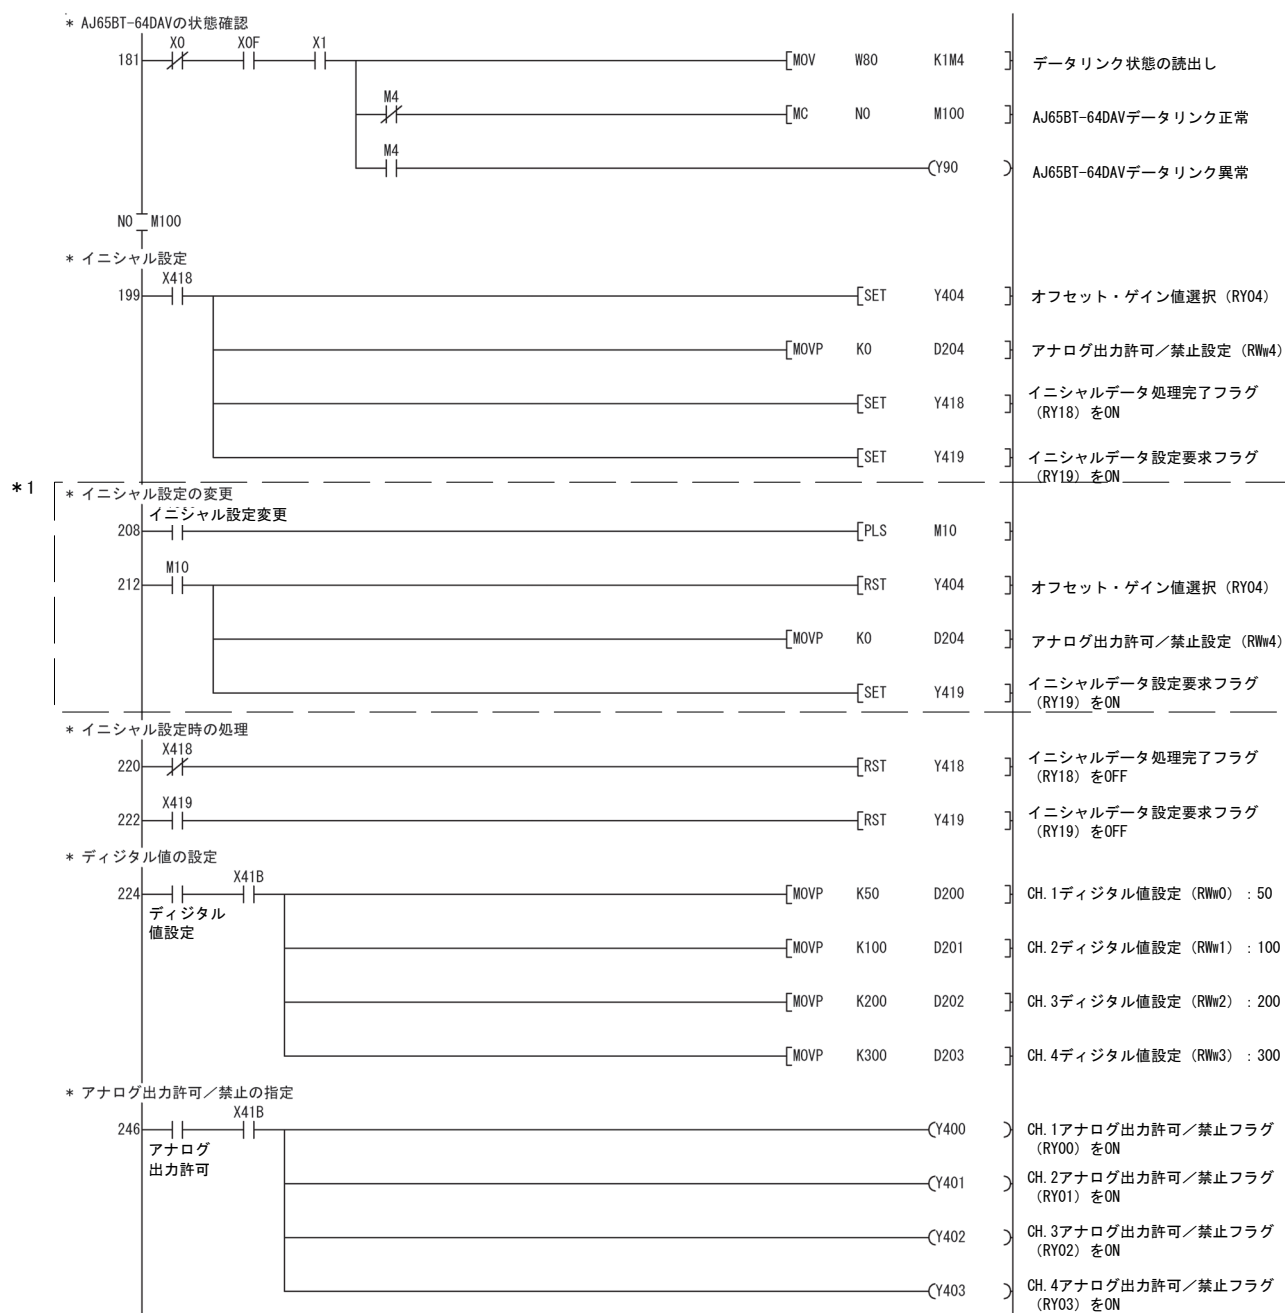 * AJ65BT-64DAVの状態確認
X0 X0F X1
181 MOV W80 K1M4 データリンク状態の読出し
M4
MC N0 M100 AJ65BT-64DAVデータリンク正常
M4
Y90 AJ65BT-64DAVデータリンク異常
N0 M100
* イニシャル設定
X418
199 SET Y404 オフセット・ゲイン値選択（RY04）
MOVP K0 D204 アナログ出力許可／禁止設定（RWw4）
SET Y418 イニシャルデータ処理完了フラグ
（RY18）をON
SET Y419 イニシャルデータ設定要求フラグ
（RY19）をON
*1
* イニシャル設定の変更
イニシャル設定変更
208 PLS M10
M10
212 RST Y404 オフセット・ゲイン値選択（RY04）
MOVP K0 D204 アナログ出力許可／禁止設定（RWw4）
SET Y419 イニシャルデータ設定要求フラグ
（RY19）をON
* イニシャル設定時の処理
X418
220 RST Y418 イニシャルデータ処理完了フラグ
（RY18）をOFF
X419
222 RST Y419 イニシャルデータ設定要求フラグ
（RY19）をOFF
* ディジタル値の設定
X41B
224 MOVP K50 D200 CH.1ディジタル値設定（RWw0）：50
ディジタル
値設定
MOVP K100 D201 CH.2ディジタル値設定（RWw1）：100
MOVP K200 D202 CH.3ディジタル値設定（RWw2）：200
MOVP K300 D203 CH.4ディジタル値設定（RWw3）：300
* アナログ出力許可／禁止の指定
X41B
246 Y400 CH.1アナログ出力許可／禁止フラグ
（RY00）をON
アナログ
出力許可
Y401 CH.2アナログ出力許可／禁止フラグ
（RY01）をON
Y402 CH.3アナログ出力許可／禁止フラグ
（RY02）をON
Y403 CH.4アナログ出力許可／禁止フラグ
（RY03）をON